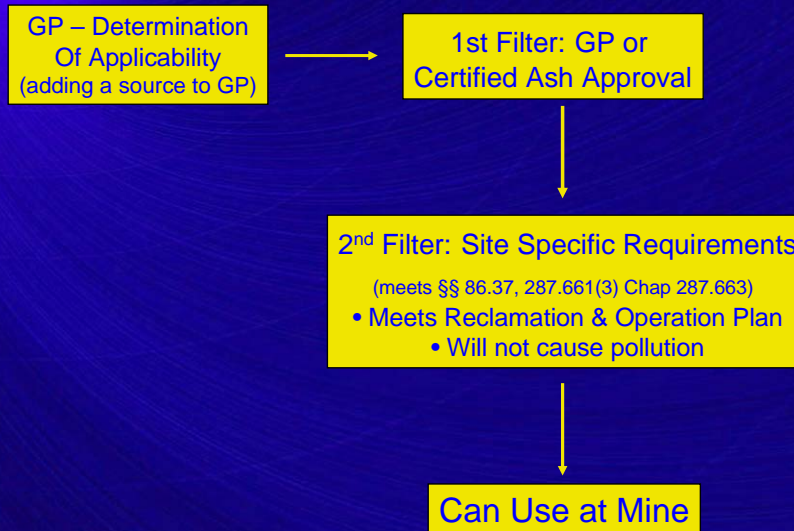 GP – Determination
Of Applicability
(adding a source to GP)
1st Filter: GP or
Certified Ash Approval
2nd Filter: Site Specific Requirements
(meets §§ 86.37, 287.661(3) Chap 287.663)
• Meets Reclamation & Operation Plan
• Will not cause pollution
Can Use at Mine